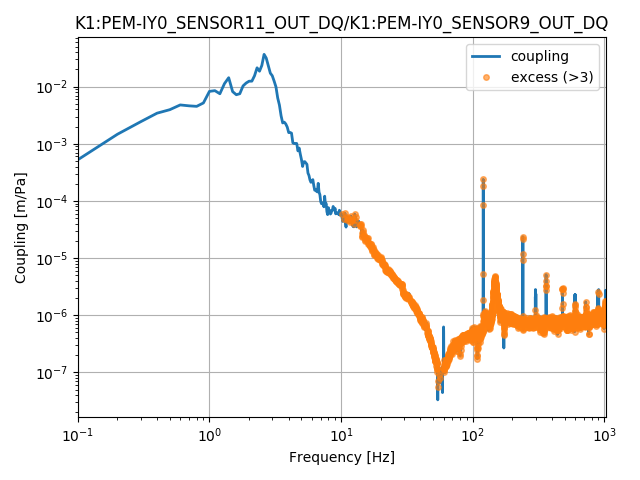 K1:PEM-IY0_SENSOR11_OUT_DQ/K1:PEM-IY0_SENSOR9_OUT_DQ
coupling
excess (>3)
Coupling [m/Pa]
10⁻²
10⁻³
10⁻⁴
10⁻⁵
10⁻⁶
10⁻⁷
10⁻¹ 10⁰ 10¹ 10² 10³
Frequency [Hz]